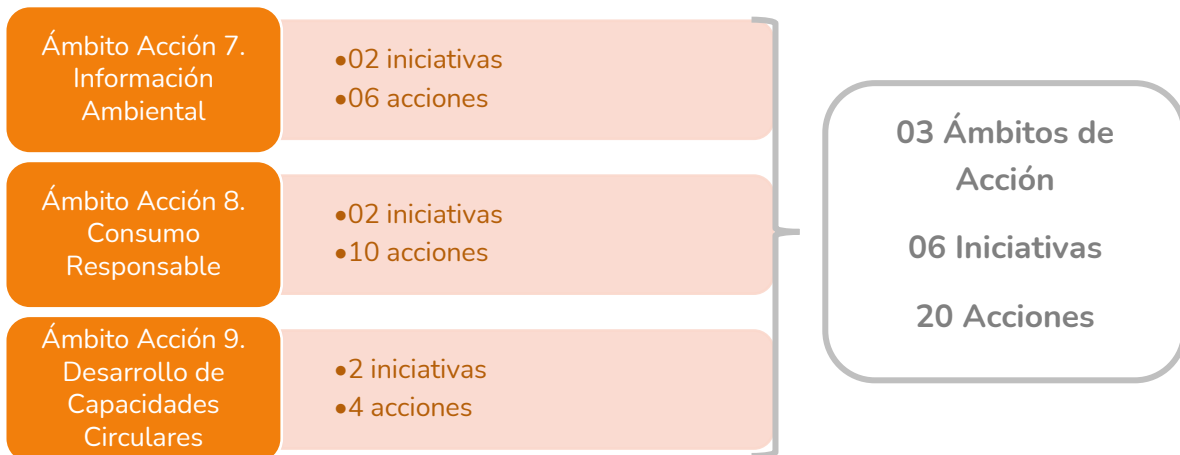 Ámbito Acción 7.
Información
Ambiental
•02 iniciativas
•06 acciones
Ámbito Acción 8.
Consumo
Responsable
•02 iniciativas
•10 acciones
Ámbito Acción 9.
Desarrollo de
Capacidades
Circulares
•2 iniciativas
•4 acciones
03 Ámbitos de
Acción
06 Iniciativas
20 Acciones